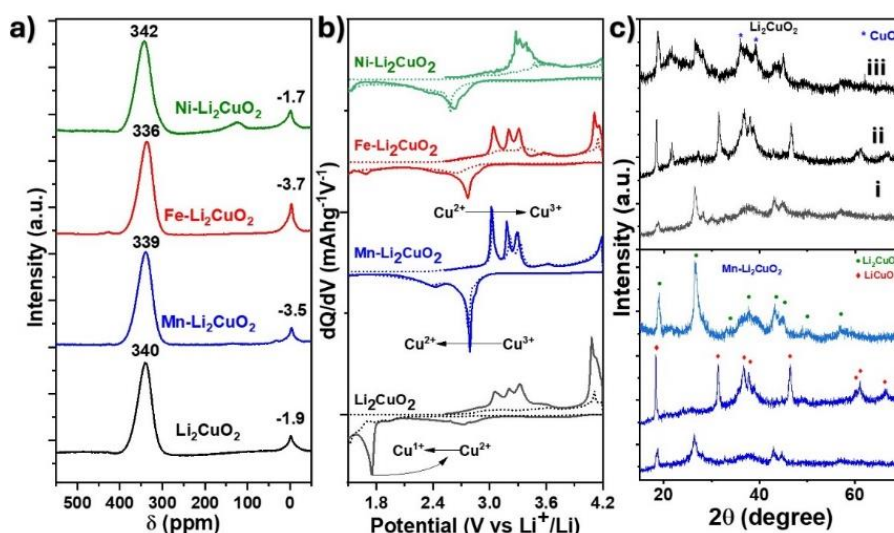 a)
342
-1.7
Ni-Li₂CuO₂
336
-3.7
Fe-Li₂CuO₂
339
-3.5
Mn-Li₂CuO₂
340
-1.9
Li₂CuO₂
Intensity (a.u.)
500 400 300 200 100 0
δ (ppm)
b)
Ni-Li₂CuO₂
Fe-Li₂CuO₂
Cu²⁺ Cu³⁺
Mn-Li₂CuO₂
Cu²⁺ Cu³⁺
Li₂CuO₂
Cu¹⁺ Cu²⁺
dQ/dV (mAhg⁻¹V⁻¹)
1.8 2.4 3.0 3.6 4.2
Potential (V vs Li⁺/Li)
c)
Li₂CuO₂
* CuO
iii
ii
i
Mn-Li₂CuO₂
Li₂CuO
LiCuO
Intensity (a.u.)
20 40 60
2θ (degree)